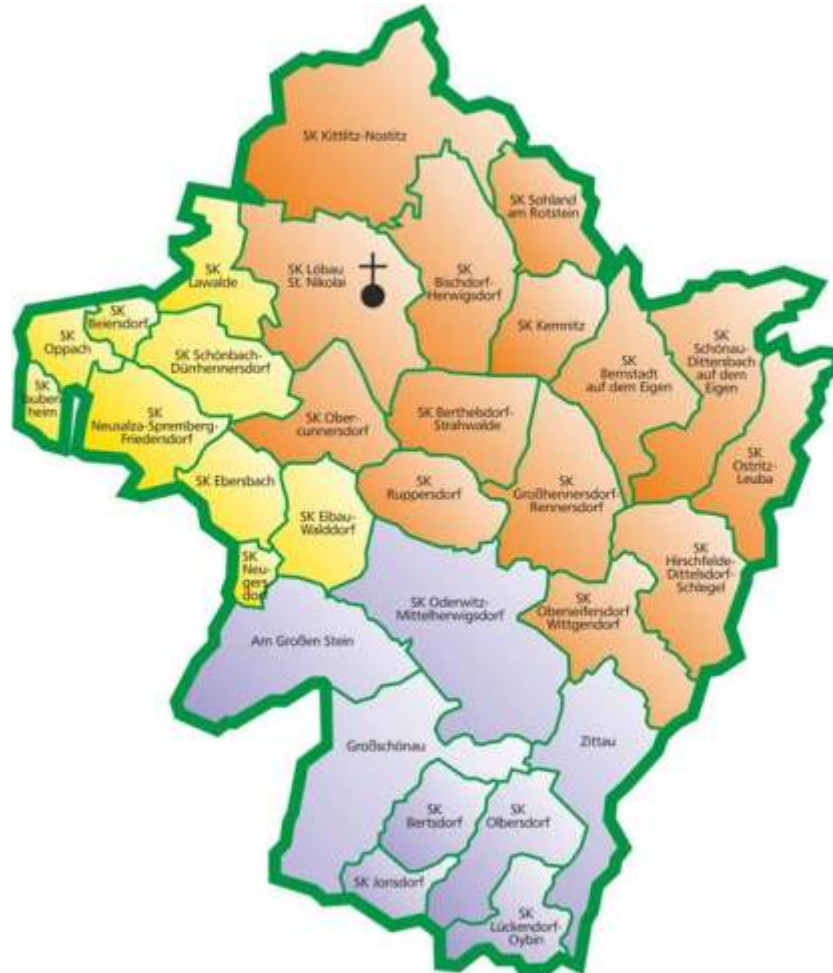 SK Kittlitz-Nostitz
SK Sohland
am Rotstein
SK
Lawalde
SK Löbau
St. Nikolai
SK
Bischdorf-
Herwigsdorf
SK Kemnitz
SK
Bernstadt
auf dem Eigen
SK
Schönau-
Dittersbach
auf dem
Eigen
SK
Beiersdorf
SK
Oppach
SK Schönbach-
Dürrhennersdorf
SK
Tauben-
heim
SK
Neusalza-Spremberg-
Friedersdorf
SK Ober-
cunnersdorf
SK Berthelsdorf-
Strahwalde
SK
Ostritz-
Leuba
SK Ebersbach
SK
Ruppersdorf
SK
Großhennersdorf-
Rennersdorf
SK Eibau-
Walddorf
SK
Neu-
gers
dorf
SK
Hirschfelde-
Dittelsdorf-
Schlegel
SK Oderwitz-
Mittelherwigsdorf
SK
Oberseifersdorf
Wittgendorf
Am Großen Stein
Großschönau
Zittau
SK
Bertsdorf
SK
Olbersdorf
SK Jonsdorf
SK
Lückendorf-
Oybin